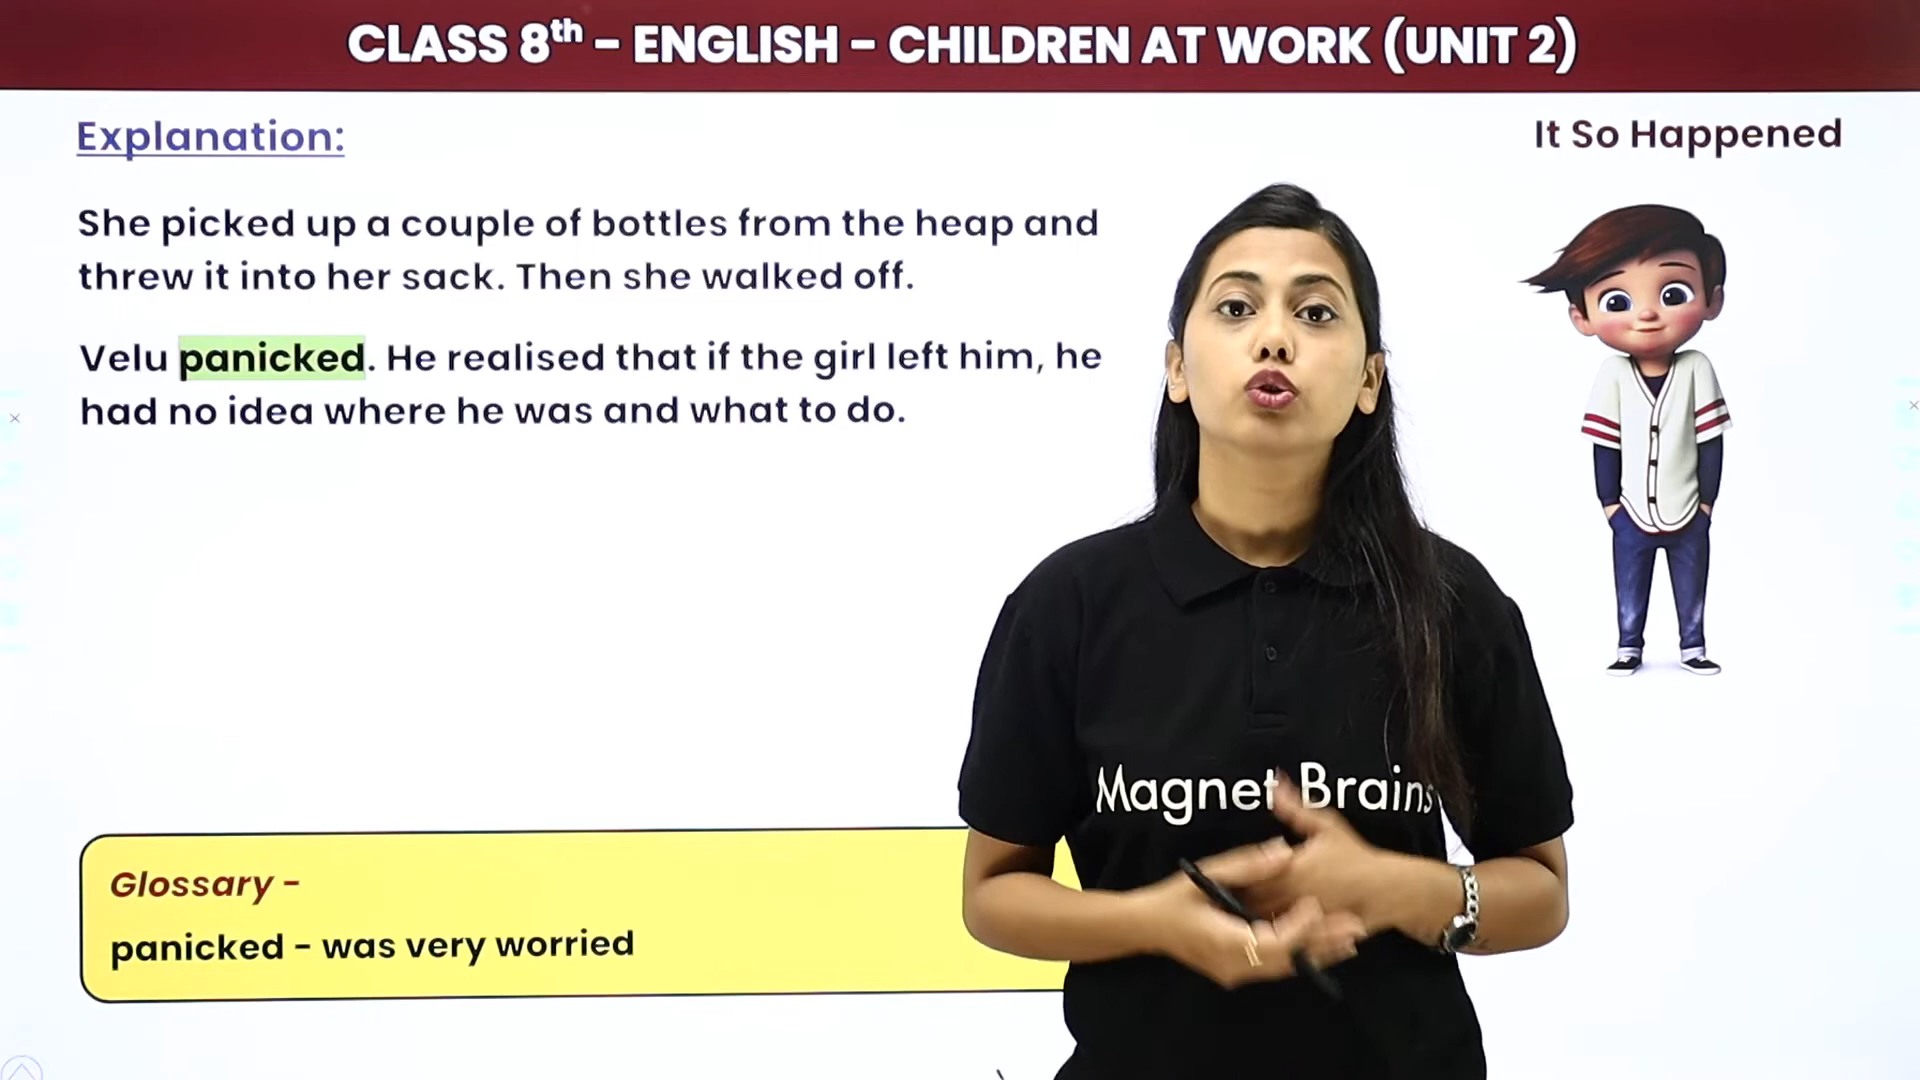 CLASS 8th - ENGLISH - CHILDREN AT WORK (UNIT 2)
Explanation:
It So Happened
She picked up a couple of bottles from the heap and
threw it into her sack. Then she walked off.
Velu panicked. He realised that if the girl left him, he
had no idea where he was and what to do.
Magnet Brains
Glossary -
panicked - was very worried